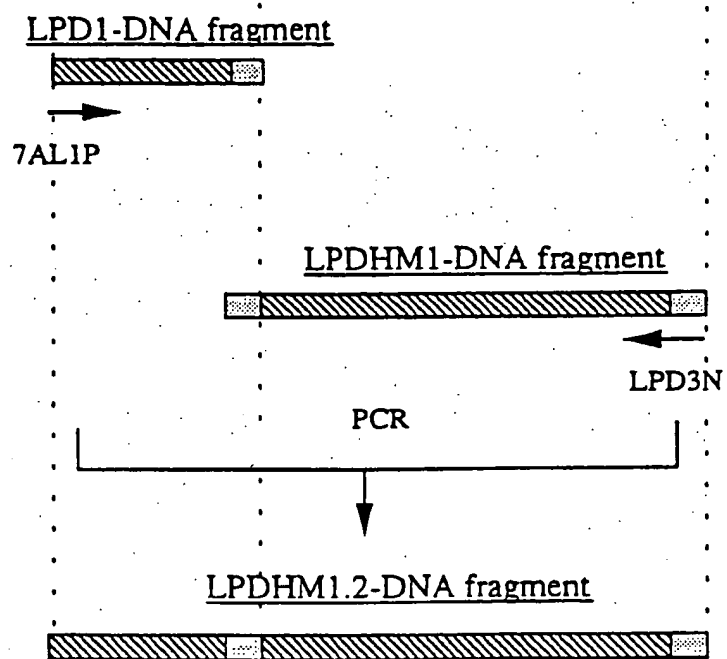 LPD1-DNA fragment
7AL1P
LPDHM1-DNA fragment
LPD3N
PCR
LPDHM1.2-DNA fragment